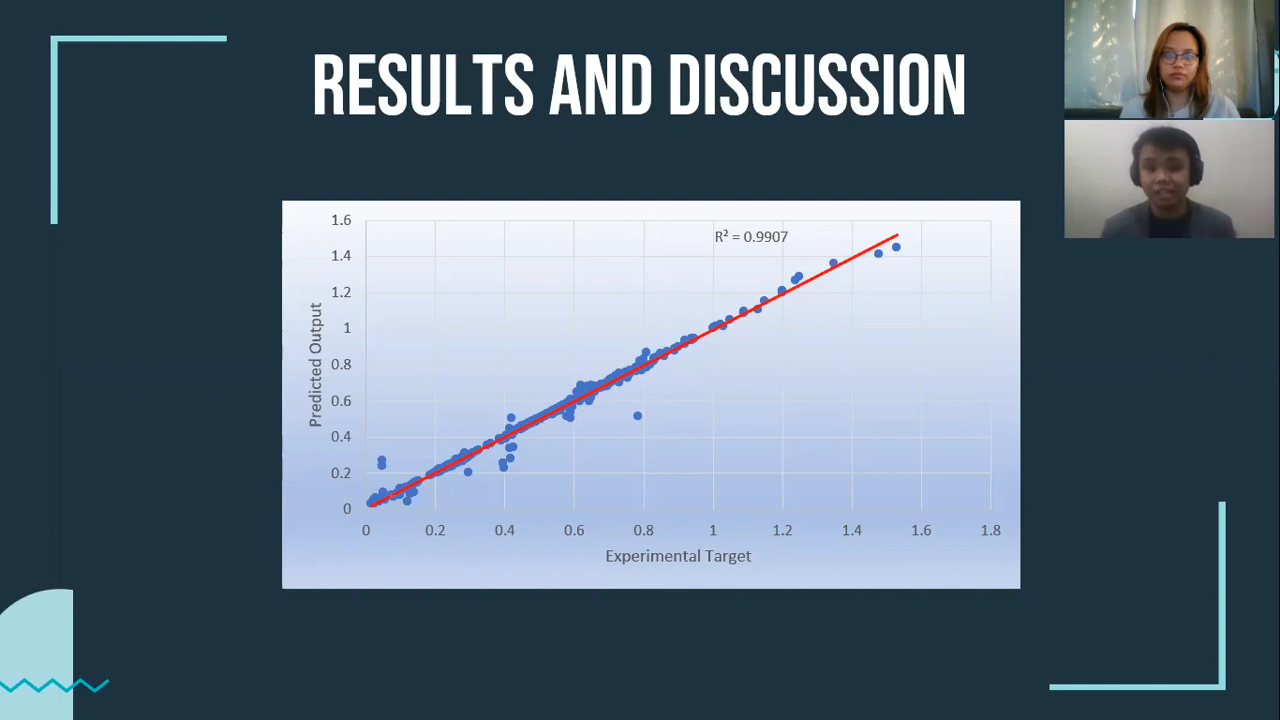 RESULTS AND DISCUSSION
1.6
R² = 0.9907
1.4
1.2
1
0.8
0.6
0.4
0.2
0
Predicted Output
0 0.2 0.4 0.6 0.8 1 1.2 1.4 1.6 1.8
Experimental Target